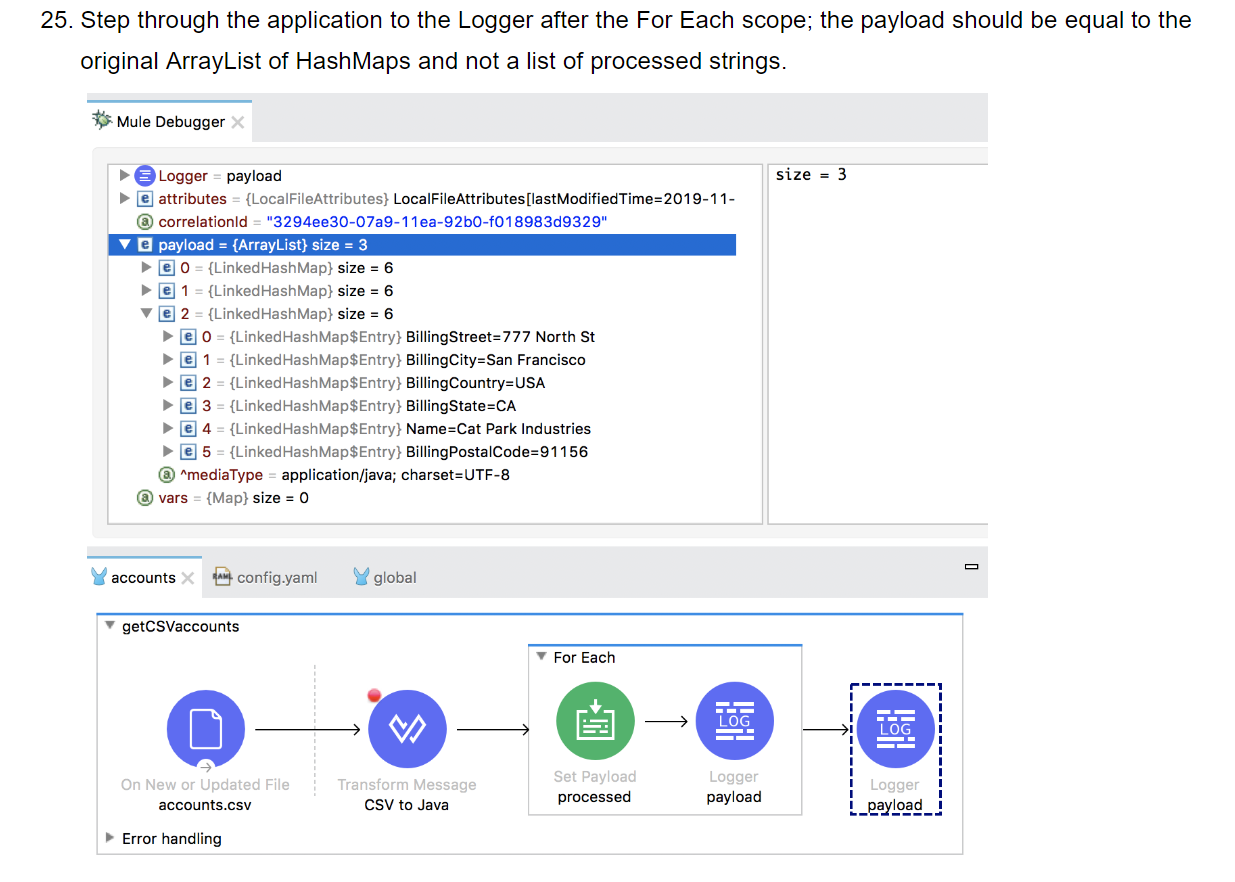 25. Step through the application to the Logger after the For Each scope; the payload should be equal to the
original ArrayList of HashMaps and not a list of processed strings.
Mule Debugger
Logger = payload
size = 3
attributes = {LocalFileAttributes} LocalFileAttributes[lastModifiedTime=2019-11-
correlationId = "3294ee30-07a9-11ea-92b0-f018983d9329"
payload = {ArrayList} size = 3
0 = {LinkedHashMap} size = 6
1 = {LinkedHashMap} size = 6
2 = {LinkedHashMap} size = 6
0 = {LinkedHashMap$Entry} BillingStreet=777 North St
1 = {LinkedHashMap$Entry} BillingCity=San Francisco
2 = {LinkedHashMap$Entry} BillingCountry=USA
3 = {LinkedHashMap$Entry} BillingState=CA
4 = {LinkedHashMap$Entry} Name=Cat Park Industries
5 = {LinkedHashMap$Entry} BillingPostalCode=91156
^mediaType = application/java; charset=UTF-8
vars = {Map} size = 0
accounts
config.yaml
global
getCSVaccounts
For Each
LOG
LOG
On New or Updated File
accounts.csv
Transform Message
CSV to Java
Set Payload
processed
Logger
payload
Logger
payload
Error handling